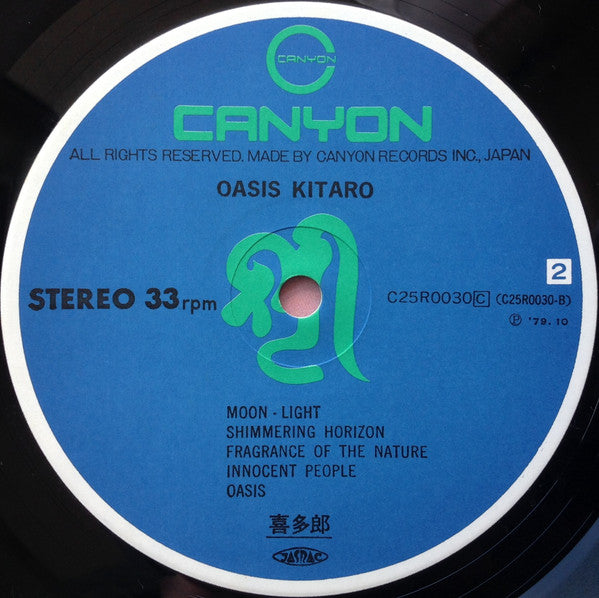 CANYON
CANYON
ALL RIGHTS RESERVED. MADE BY CANYON RECORDS INC., JAPAN
OASIS KITARO
2
STEREO 33rpm
C25R0030 C (C25R0030-B)
Ⓟ '79. 10
MOON - LIGHT
SHIMMERING HORIZON
FRAGRANCE OF THE NATURE
INNOCENT PEOPLE
OASIS
喜多郎
JASRAC